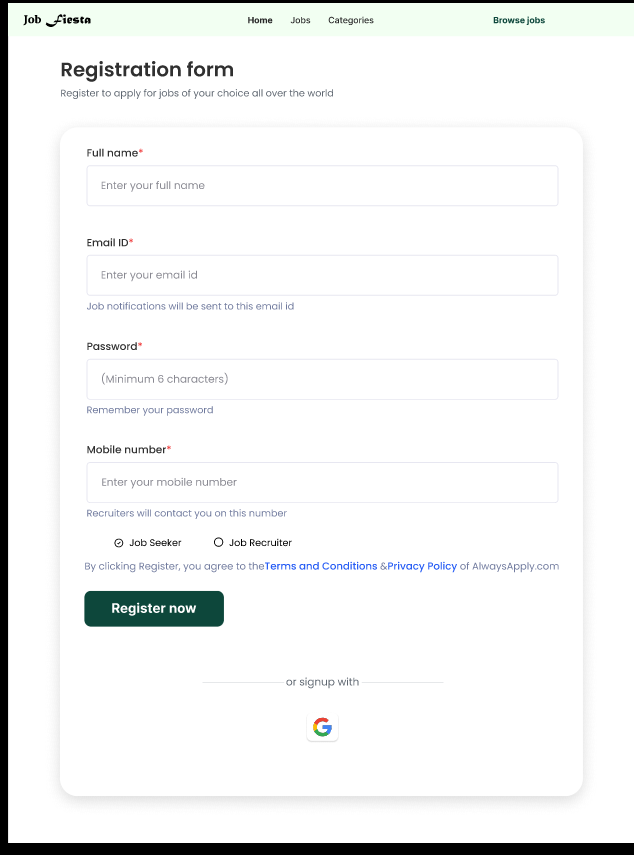 Job Fiesta Home Jobs Categories Browse jobs
Registration form
Register to apply for jobs of your choice all over the world
Full name*
Enter your full name
Email ID*
Enter your email id
Job notifications will be sent to this email id
Password*
(Minimum 6 characters)
Remember your password
Mobile number*
Enter your mobile number
Recruiters will contact you on this number
Job Seeker Job Recruiter
By clicking Register, you agree to theTerms and Conditions &Privacy Policy of AlwaysApply.com
Register now
or signup with